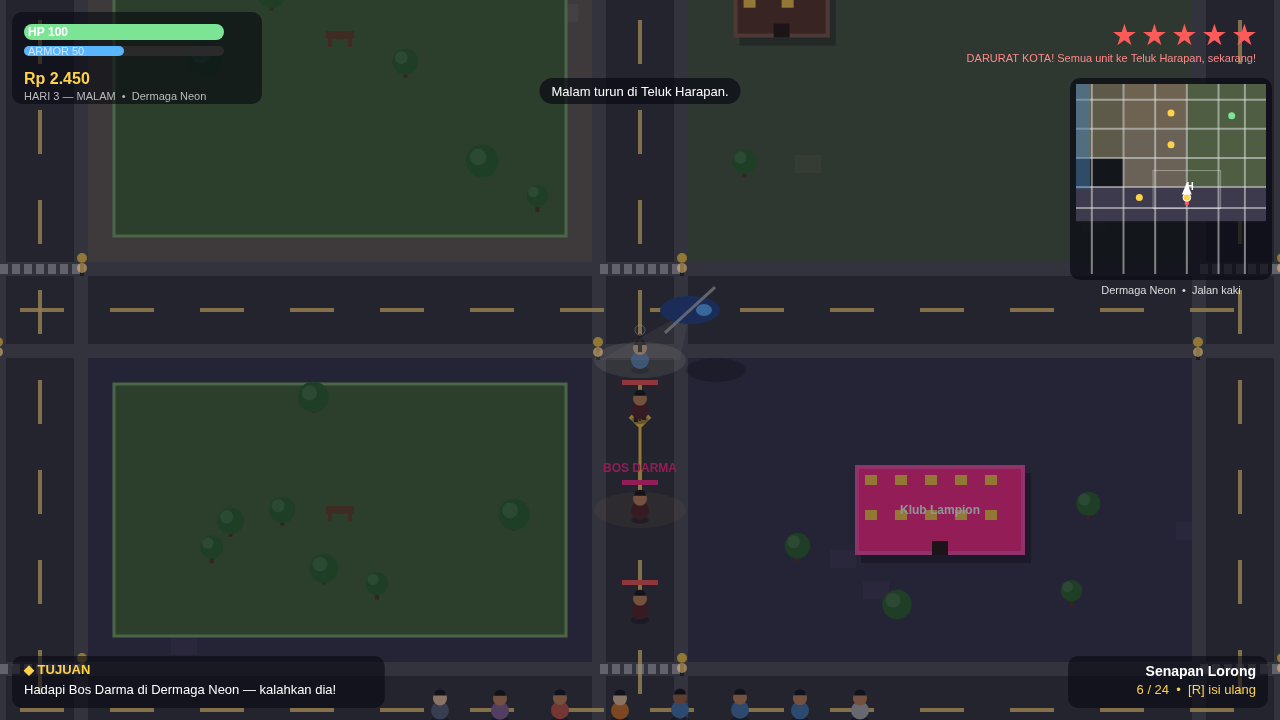 HP 100
ARMOR 50
Rp 2.450
HARI 3 — MALAM • Dermaga Neon
Malam turun di Teluk Harapan.
★ ★ ★ ★ ★
DARURAT KOTA! Semua unit ke Teluk Harapan, sekarang!
H
Dermaga Neon • Jalan kaki
BOS DARMA
Klub Lampion
◆ TUJUAN
Hadapi Bos Darma di Dermaga Neon — kalahkan dia!
Senapan Lorong
6 / 24 • [R] isi ulang